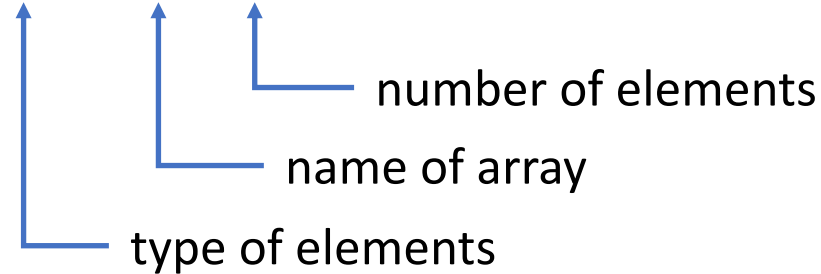 number of elements
name of array
type of elements